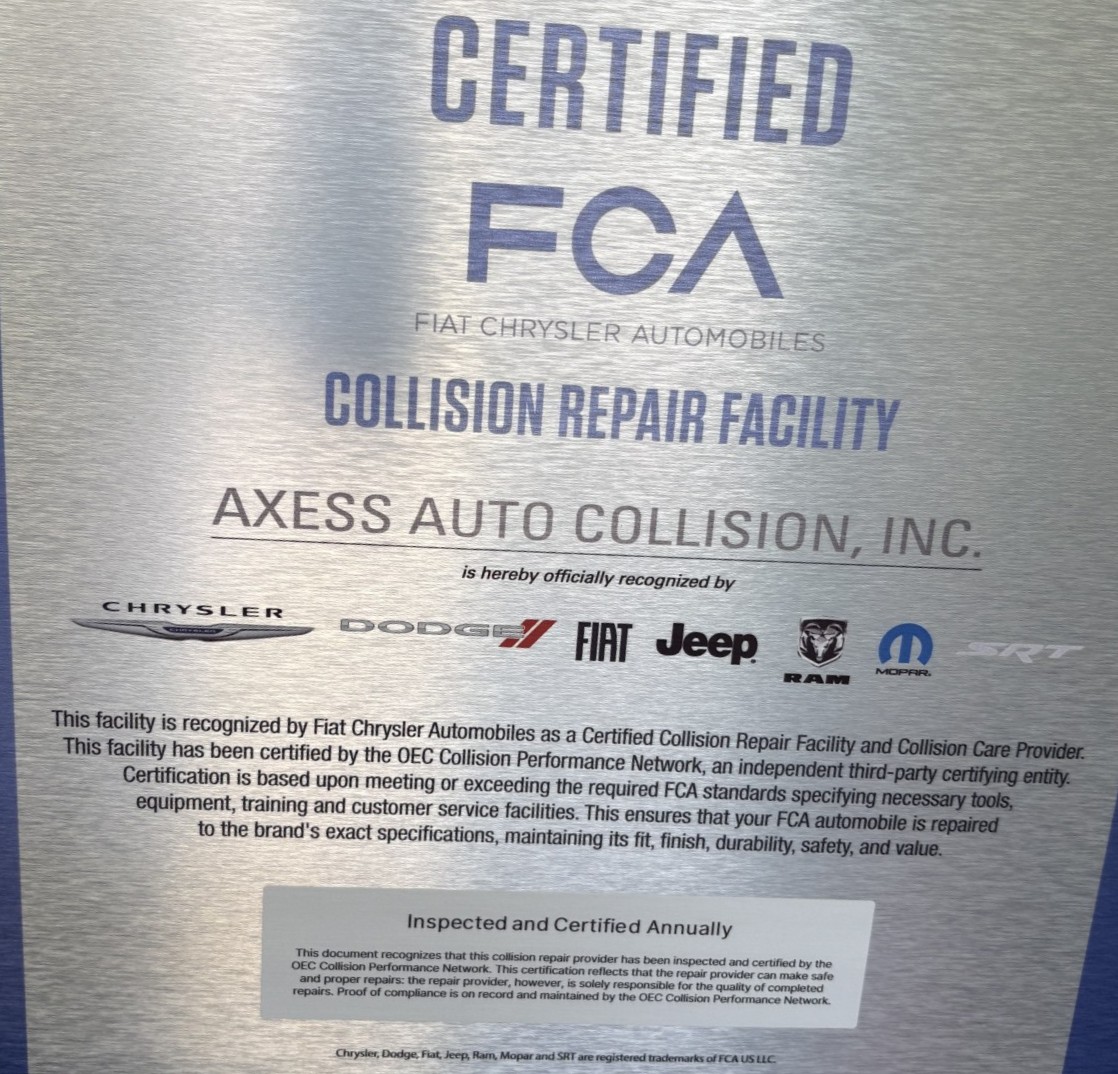 CERTIFIED
FCA
FIAT CHRYSLER AUTOMOBILES
COLLISION REPAIR FACILITY
AXESS AUTO COLLISION, INC.
is hereby officially recognized by
CHRYSLER DODGE FIAT Jeep RAM MOPAR SRT
This facility is recognized by Fiat Chrysler Automobiles as a Certified Collision Repair Facility and Collision Care Provider.
This facility has been certified by the OEC Collision Performance Network, an independent third-party certifying entity.
Certification is based upon meeting or exceeding the required FCA standards specifying necessary tools,
equipment, training and customer service facilities. This ensures that your FCA automobile is repaired
to the brand's exact specifications, maintaining its fit, finish, durability, safety, and value.
Inspected and Certified Annually
This document recognizes that this collision repair provider has been inspected and certified by the
OEC Collision Performance Network. This certification reflects that the repair provider can make safe
and proper repairs: the repair provider, however, is solely responsible for the quality of completed
repairs. Proof of compliance is on record and maintained by the OEC Collision Performance Network.
Chrysler, Dodge, Fiat, Jeep, Ram, Mopar and SRT are registered trademarks of FCA US LLC.